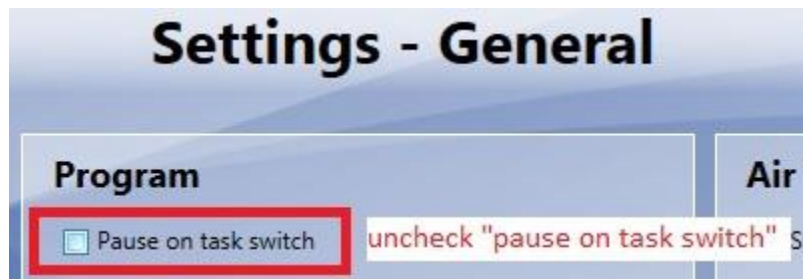 Settings - General
Program
Air
Pause on task switch
uncheck "pause on task switch"